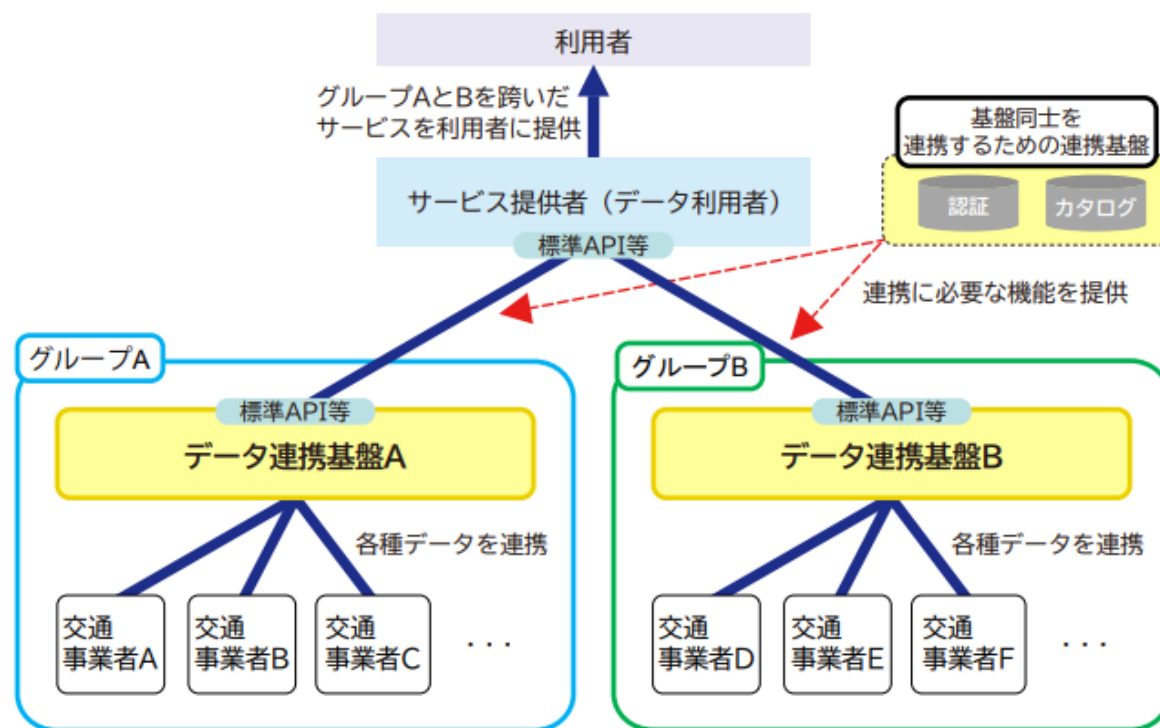 利用者
グループAとBを跨いだ
サービスを利用者に提供
基盤同士を
連携するための連携基盤
認証
カタログ
サービス提供者（データ利用者）
標準API等
連携に必要な機能を提供
グループA
標準API等
データ連携基盤A
各種データを連携
交通
事業者A
交通
事業者B
交通
事業者C
･･･
グループB
標準API等
データ連携基盤B
各種データを連携
交通
事業者D
交通
事業者E
交通
事業者F
･･･